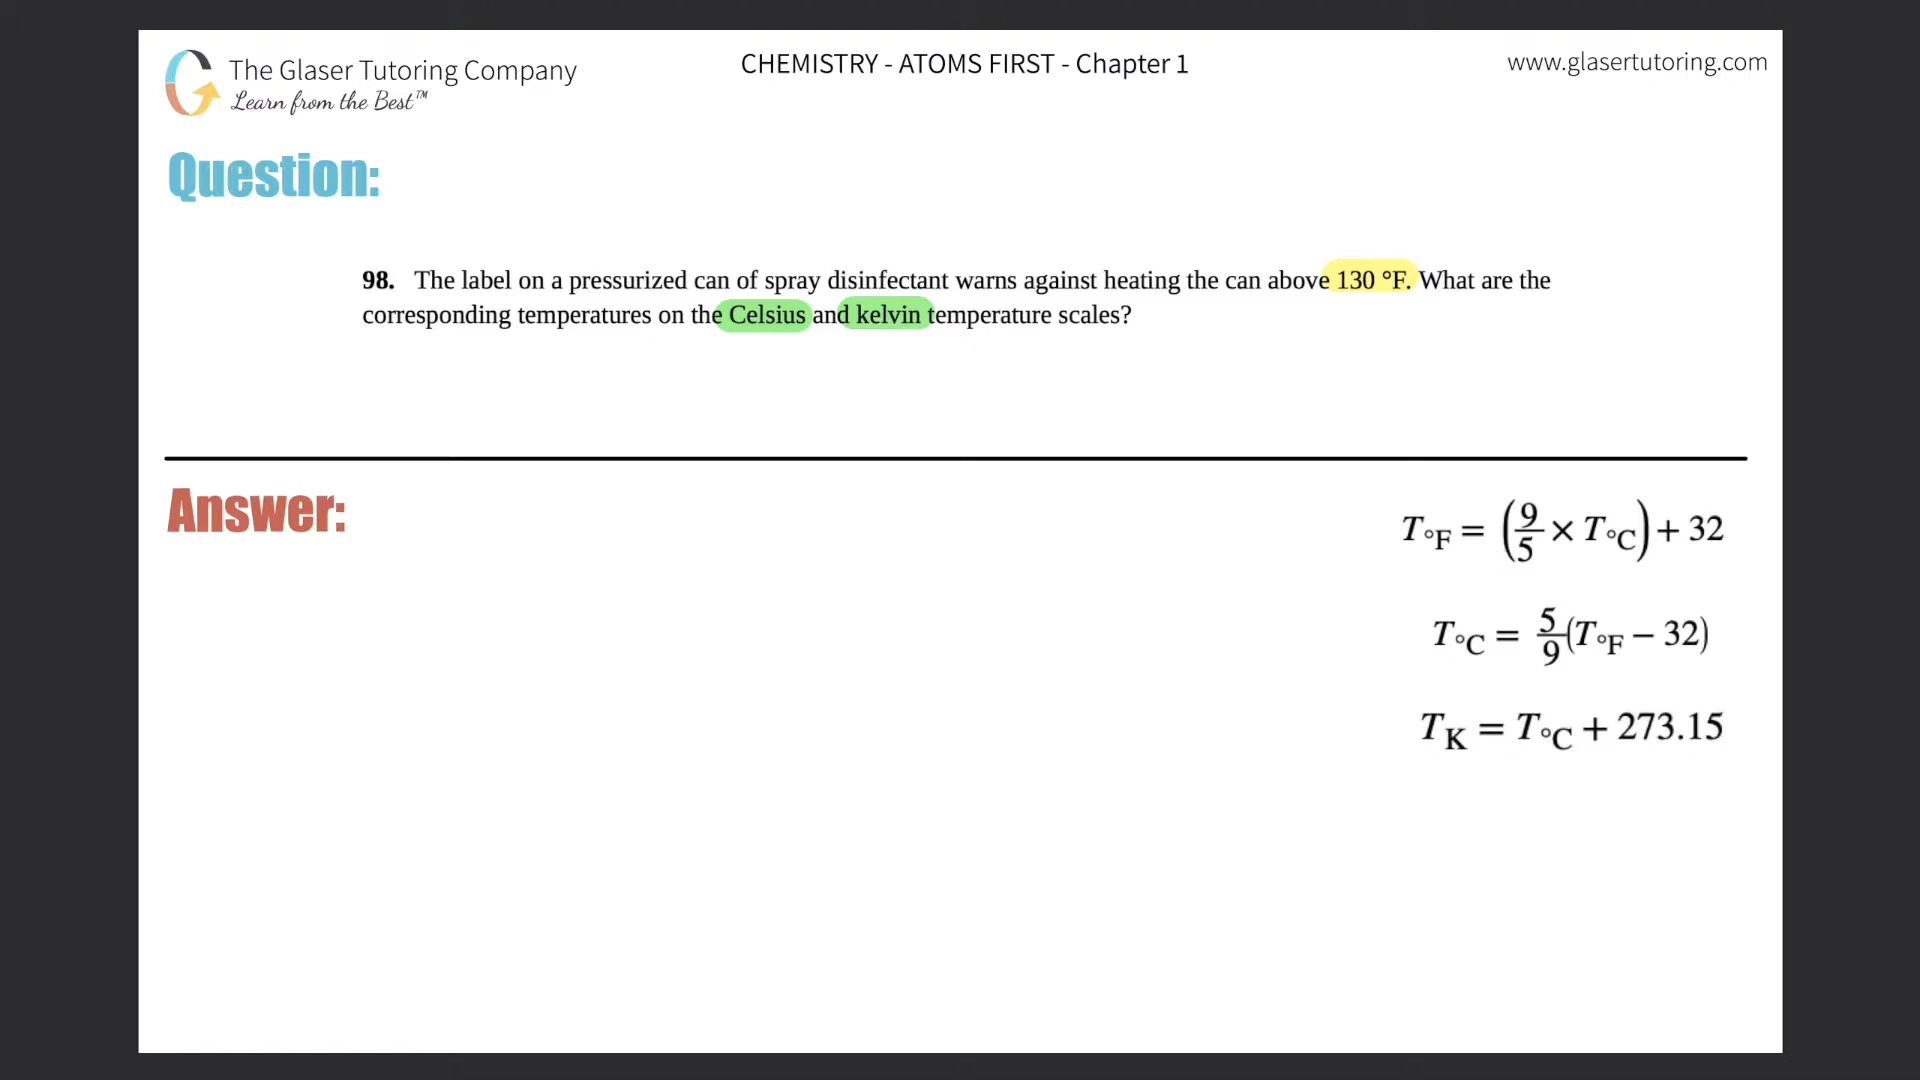 The Glaser Tutoring Company
Learn from the Best™
CHEMISTRY - ATOMS FIRST - Chapter 1
www.glasertutoring.com
Question:
98. The label on a pressurized can of spray disinfectant warns against heating the can above 130 °F. What are the
corresponding temperatures on the Celsius and kelvin temperature scales?
Answer:
T°F = (9/5 × T°C) + 32
T°C = 5/9(T°F − 32)
TK = T°C + 273.15